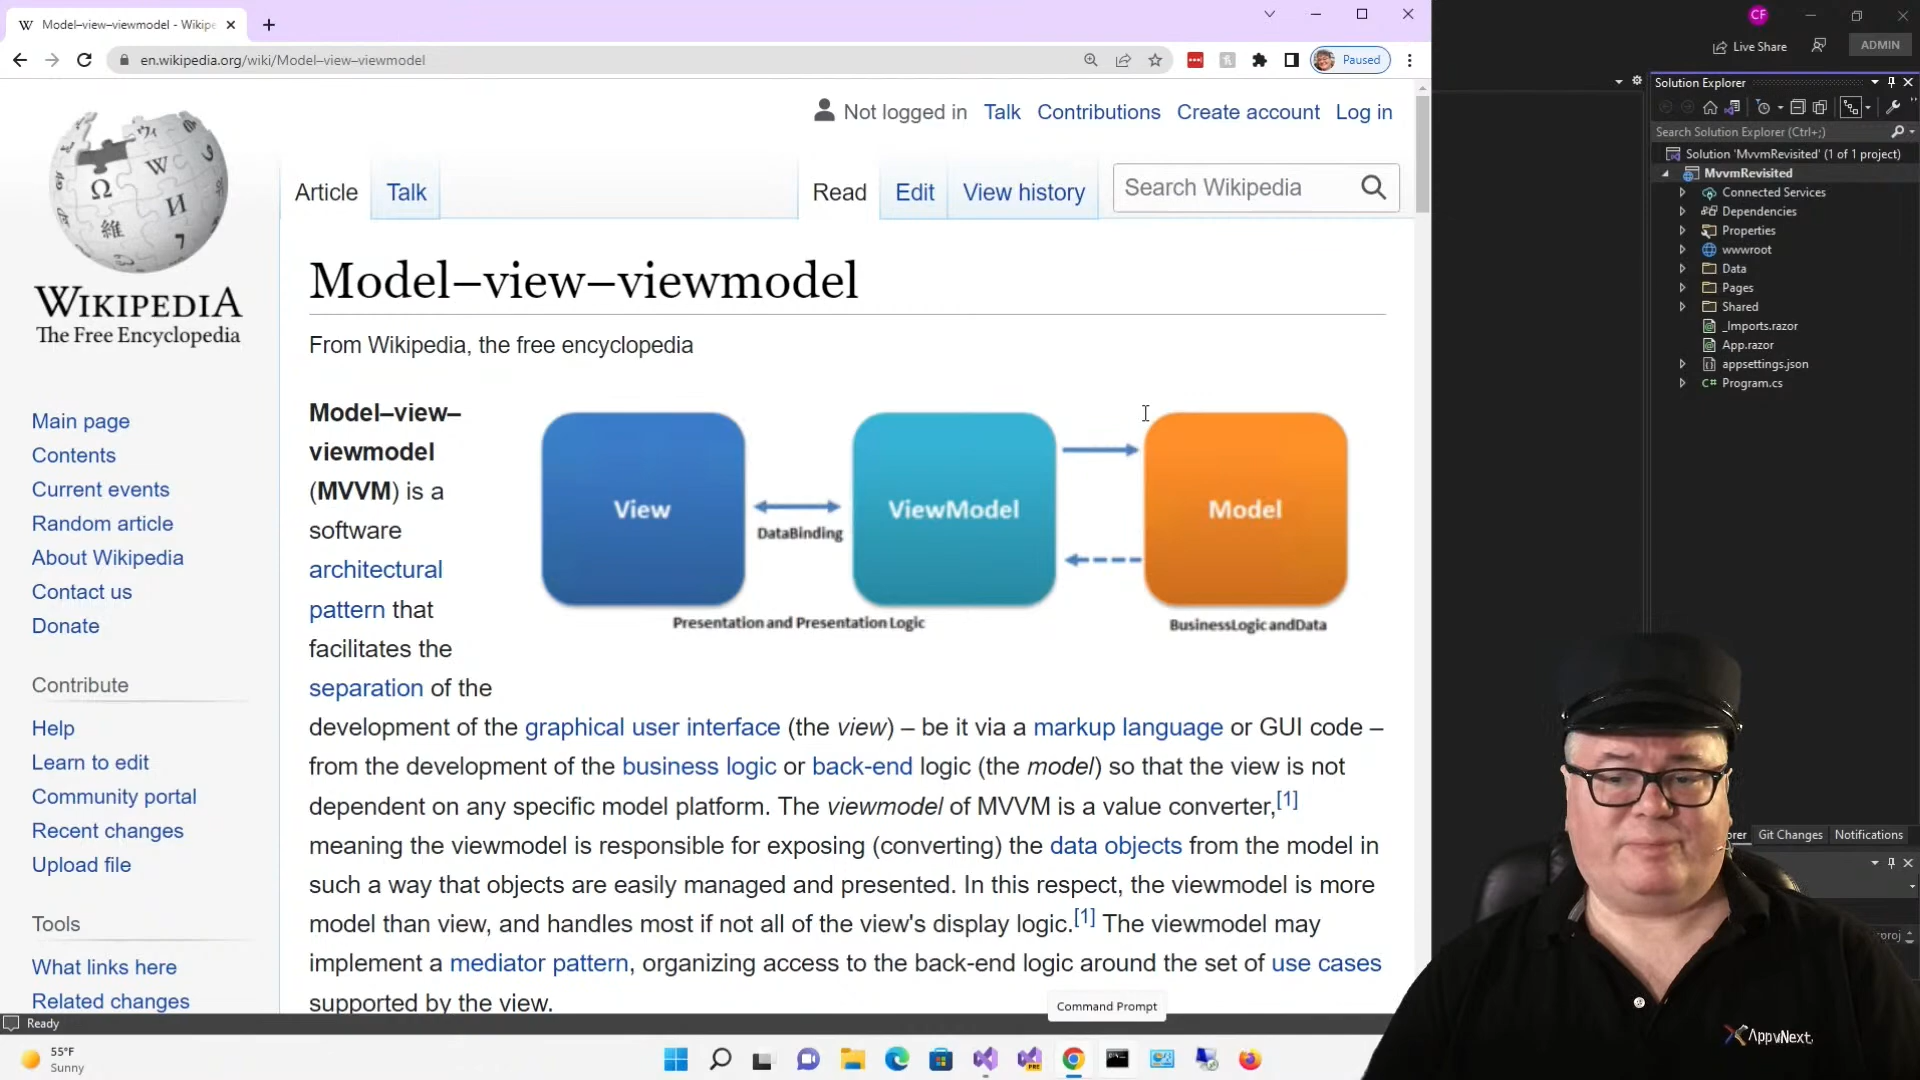 Model–view–viewmodel - Wikipe
en.wikipedia.org/wiki/Model–view–viewmodel
Paused
CF
Live Share
ADMIN
WIKIPEDIA
The Free Encyclopedia
Not logged in Talk Contributions Create account Log in
Article Talk Read Edit View history Search Wikipedia
Model–view–viewmodel
From Wikipedia, the free encyclopedia
Model–view–
viewmodel
(MVVM) is a
software
architectural
pattern that
facilitates the
separation of the
development of the graphical user interface (the view) – be it via a markup language or GUI code –
from the development of the business logic or back-end logic (the model) so that the view is not
dependent on any specific model platform. The viewmodel of MVVM is a value converter,[1]
meaning the viewmodel is responsible for exposing (converting) the data objects from the model in
such a way that objects are easily managed and presented. In this respect, the viewmodel is more
model than view, and handles most if not all of the view's display logic.[1] The viewmodel may
implement a mediator pattern, organizing access to the back-end logic around the set of use cases
supported by the view.
View
DataBinding
ViewModel
Model
Presentation and Presentation Logic
BusinessLogic andData
Main page
Contents
Current events
Random article
About Wikipedia
Contact us
Donate
Contribute
Help
Learn to edit
Community portal
Recent changes
Upload file
Tools
What links here
Related changes
Solution Explorer
Search Solution Explorer (Ctrl+;)
Solution 'MvvmRevisited' (1 of 1 project)
MvvmRevisited
Connected Services
Dependencies
Properties
wwwroot
Data
Pages
Shared
_Imports.razor
App.razor
appsettings.json
C# Program.cs
orer Git Changes Notifications
proj
AppvNext
Command Prompt
Ready
55°F
Sunny
PRE